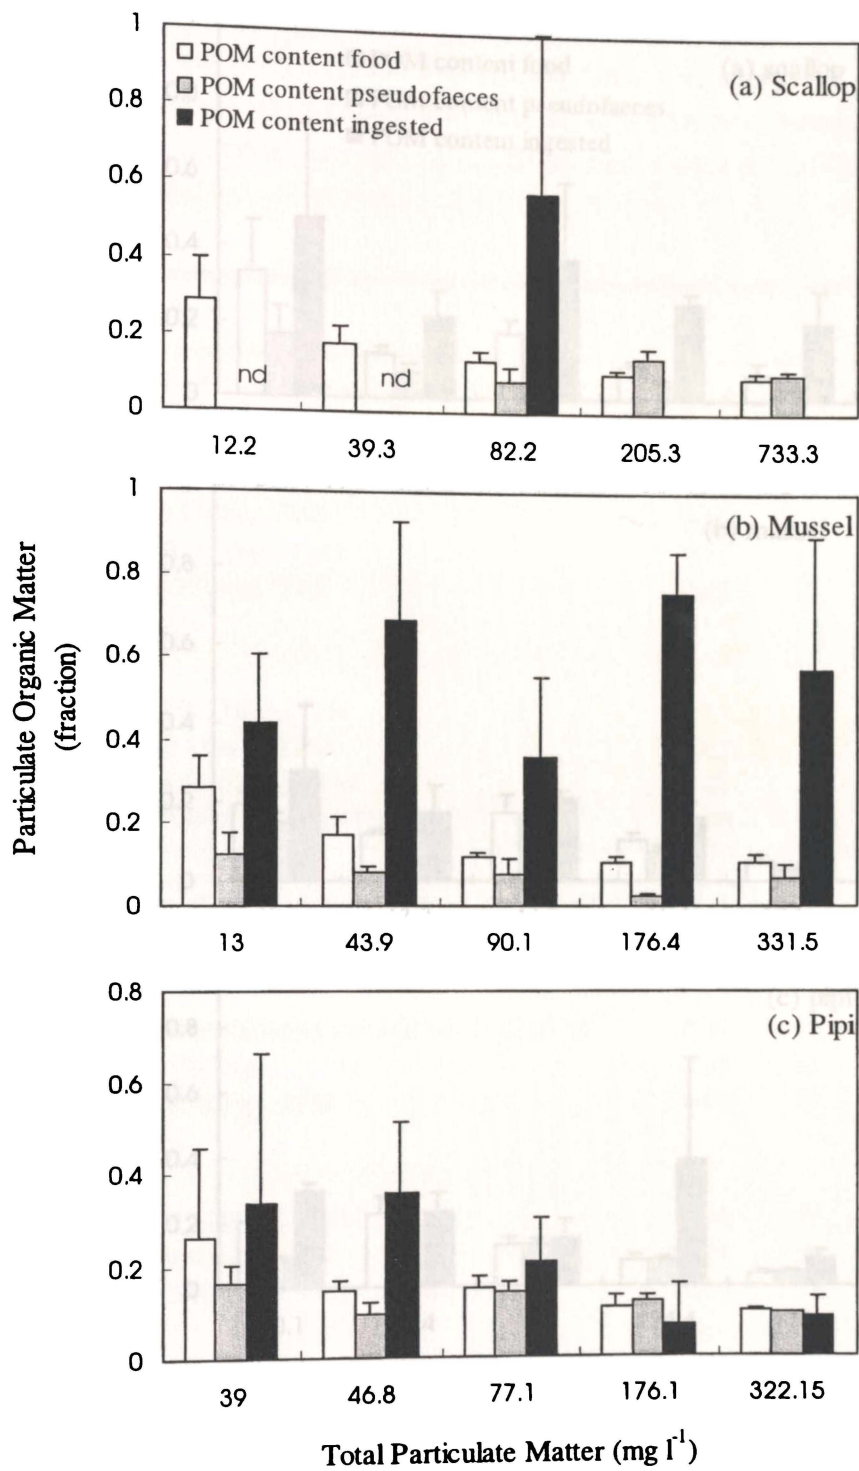 1
0.8
0.6
0.4
0.2
0
POM content food
POM content pseudofaeces
POM content ingested
(a) Scallop
nd
nd
12.2 39.3 82.2 205.3 733.3
Particulate Organic Matter
(fraction)
1
0.8
0.6
0.4
0.2
0
(b) Mussel
13 43.9 90.1 176.4 331.5
0.8
0.6
0.4
0.2
0
(c) Pipi
39 46.8 77.1 176.1 322.15
Total Particulate Matter (mg l⁻¹)